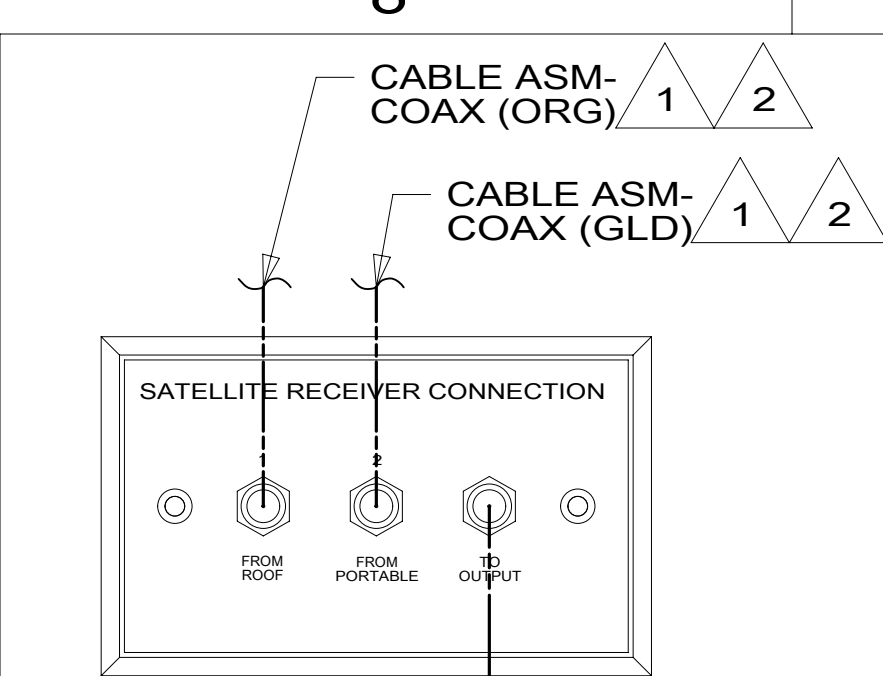 CABLE ASM-
COAX (ORG) 1 2
CABLE ASM-
COAX (GLD) 1 2
SATELLITE RECEIVER CONNECTION
1 2
FROM
ROOF
FROM
PORTABLE
TO
OUTPUT